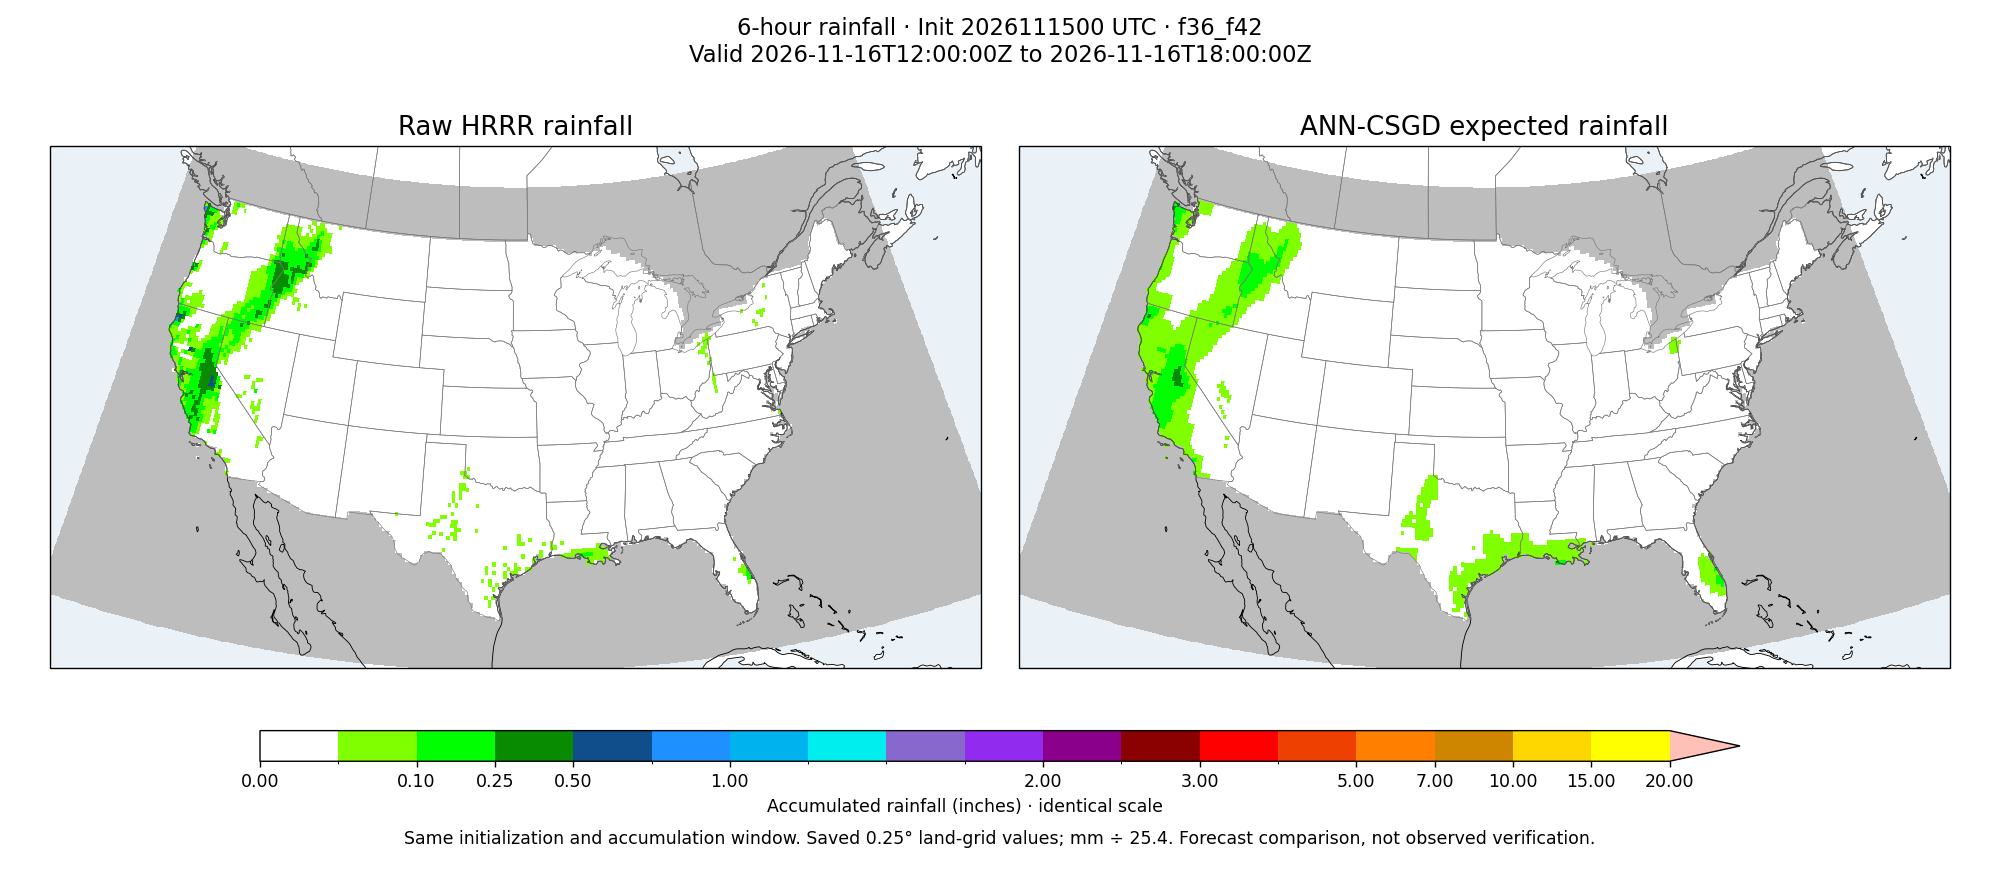 6-hour rainfall · Init 2026111500 UTC · f36_f42
Valid 2026-11-16T12:00:00Z to 2026-11-16T18:00:00Z
Raw HRRR rainfall
ANN-CSGD expected rainfall
0.00 0.10 0.25 0.50 1.00 2.00 3.00 5.00 7.00 10.00 15.00 20.00
Accumulated rainfall (inches) · identical scale
Same initialization and accumulation window. Saved 0.25° land-grid values; mm ÷ 25.4. Forecast comparison, not observed verification.